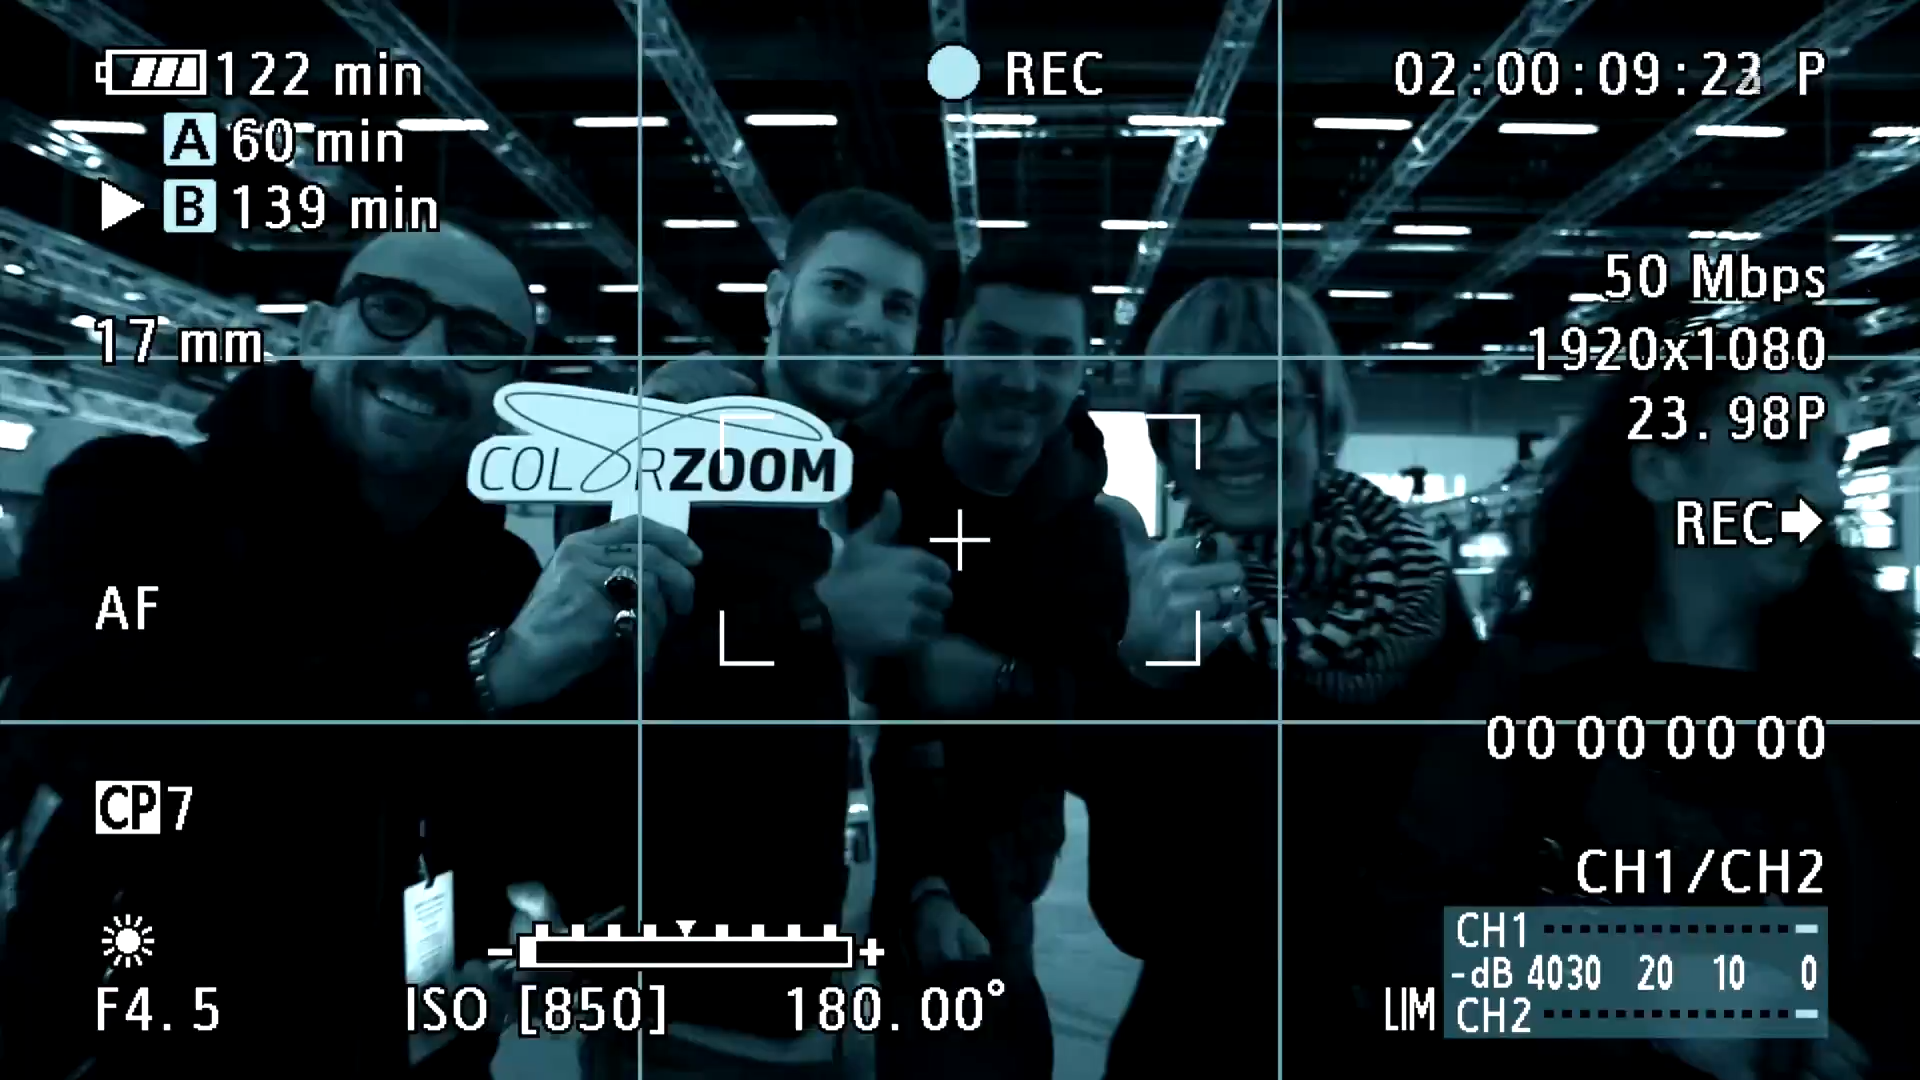 122 min
REC
02:00:09:23 P
A 60 min
B 139 min
50 Mbps
17 mm
1920x1080
23.98P
COLORZOOM
REC
AF
00 00 00 00
CP 7
CH1/CH2
CH1
-dB 40 30 20 10 0
LIM CH2
- +
F4.5 ISO [850] 180.00°